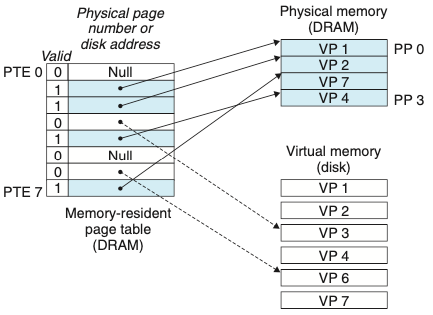 Physical page
number or
disk address
Valid
PTE 0 0 Null
1
1
0
1
0 Null
0
PTE 7 1
Memory-resident
page table
(DRAM)
Physical memory
(DRAM)
VP 1 PP 0
VP 2
VP 7
VP 4 PP 3
Virtual memory
(disk)
VP 1
VP 2
VP 3
VP 4
VP 6
VP 7